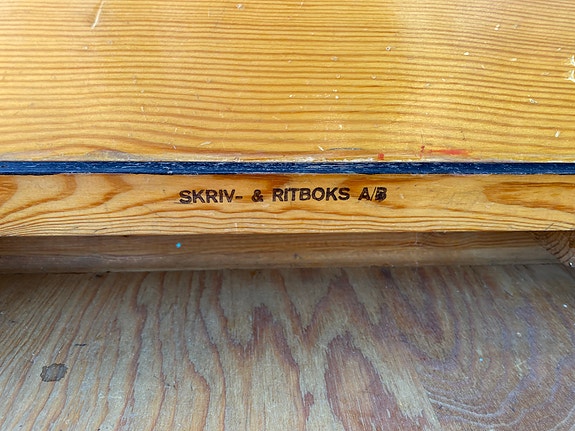 SKRIV- & RITBOKS A/B